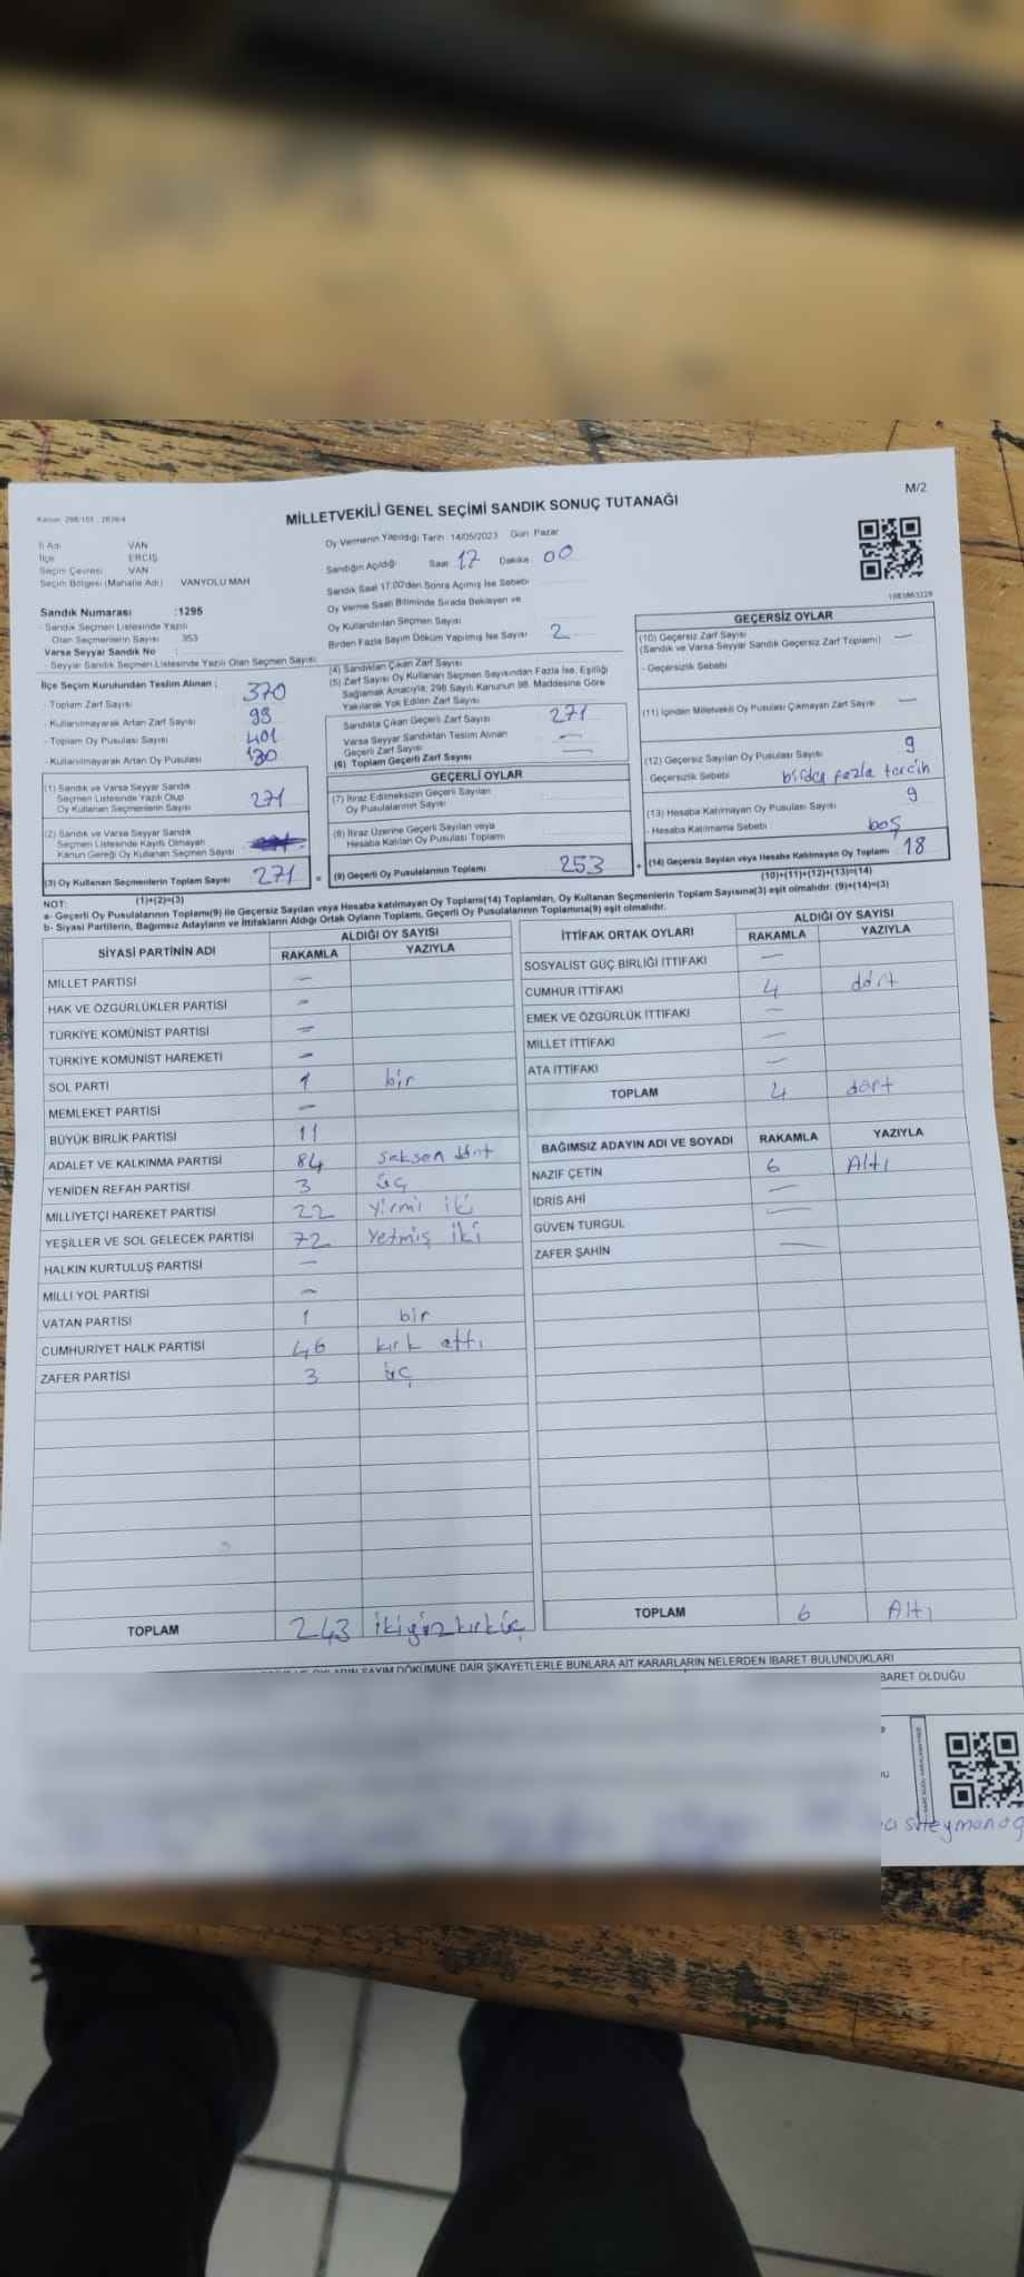 M/2
MİLLETVEKİLİ GENEL SEÇİMİ SANDIK SONUÇ TUTANAĞI
İl Adı VAN
İlçe ERCİŞ
Seçim Çevresi VAN
Seçim Bölgesi (Mahalle Adı) VANYOLU MAH
Sandık Numarası :1295
- Sandık Seçmen Listesinde Yazılı
Olan Seçmenlerin Sayısı 353
Varsa Seyyar Sandık No :
- Seyyar Sandık Seçmen Listesinde Yazılı Olan Seçmen Sayısı
İlçe Seçim Kurulundan Teslim Alınan ;
- Toplam Zarf Sayısı 370
- Kullanılmayarak Artan Zarf Sayısı 99
- Toplam Oy Pusulası Sayısı 401
- Kullanılmayarak Artan Oy Pusulası 130
Oy Vermenin Yapıldığı Tarih : 14/05/2023 Gün: Pazar
Sandığın Açıldığı Saat 17 Dakika 00
Sandık Saat 17.00'den Sonra Açılmış İse Sebebi
Oy Verme Saati Bitiminde Sırada Bekleyen ve
Oy Kullandırılan Seçmen Sayısı
Birden Fazla Sayım Döküm Yapılmış İse Sayısı 2
(4) Sandıktan Çıkan Zarf Sayısı
(5) Zarf Sayısı Oy Kullanan Seçmen Sayısından Fazla İse, Eşitliği
Sağlamak Amacıyla; 298 Sayılı Kanunun 98. Maddesine Göre
Yakılarak Yok Edilen Zarf Sayısı
Sandıkta Çıkan Geçerli Zarf Sayısı 271
Varsa Seyyar Sandıktan Teslim Alınan
Geçerli Zarf Sayısı —
(6) Toplam Geçerli Zarf Sayısı —
GEÇERSİZ OYLAR
(10) Geçersiz Zarf Sayısı —
(Sandık ve Varsa Seyyar Sandık Geçersiz Zarf Toplamı)
- Geçersizlik Sebebi
(11) İçinden Milletvekili Oy Pusulası Çıkmayan Zarf Sayısı —
(12) Geçersiz Sayılan Oy Pusulası Sayısı 9
- Geçersizlik Sebebi birden fazla tercih
(13) Hesaba Katılmayan Oy Pusulası Sayısı 9
- Hesaba Katılmama Sebebi boş
(14) Geçersiz Sayılan veya Hesaba Katılmayan Oy Toplamı 18
(10)+(11)+(12)+(13)=(14)
(1) Sandık ve Varsa Seyyar Sandık
Seçmen Listesinde Yazılı Olup
Oy Kullanan Seçmenlerin Sayısı 271
(2) Sandık ve Varsa Seyyar Sandık
Seçmen Listesinde Kayıtlı Olmayan
Kanun Gereği Oy Kullanan Seçmen Sayısı
(3) Oy Kullanan Seçmenlerin Toplam Sayısı 271 =
(1)+(2)=(3)
GEÇERLİ OYLAR
(7) İtiraz Edilmeksizin Geçerli Sayılan
Oy Pusulalarının Sayısı
(8) İtiraz Üzerine Geçerli Sayılan veya
Hesaba Katılan Oy Pusulası Toplamı
(9) Geçerli Oy Pusulalarının Toplamı 253 +
NOT:
a- Geçerli Oy Pusulalarının Toplamı(9) ile Geçersiz Sayılan veya Hesaba katılmayan Oy Toplamı(14) Toplamları, Oy Kullanan Seçmenlerin Toplam Sayısına(3) eşit olmalıdır. (9)+(14)=(3)
b- Siyasi Partilerin, Bağımsız Adayların ve İttifakların Aldığı Ortak Oyların Toplamı, Geçerli Oy Pusulalarının Toplamına(9) eşit olmalıdır.
SİYASİ PARTİNİN ADI ALDIĞI OY SAYISI
RAKAMLA YAZIYLA
MİLLET PARTİSİ —
HAK VE ÖZGÜRLÜKLER PARTİSİ —
TÜRKİYE KOMÜNİST PARTİSİ —
TÜRKİYE KOMÜNİST HAREKETİ —
SOL PARTİ 1 bir
MEMLEKET PARTİSİ —
BÜYÜK BİRLİK PARTİSİ 11
ADALET VE KALKINMA PARTİSİ 84 seksen dört
YENİDEN REFAH PARTİSİ 3 üç
MİLLİYETÇİ HAREKET PARTİSİ 22 yirmi iki
YEŞİLLER VE SOL GELECEK PARTİSİ 72 yetmiş iki
HALKIN KURTULUŞ PARTİSİ —
MİLLİ YOL PARTİSİ —
VATAN PARTİSİ 1 bir
CUMHURİYET HALK PARTİSİ 46 kırk altı
ZAFER PARTİSİ 3 üç
TOPLAM 243 ikiyüzkırküç
İTTİFAK ORTAK OYLARI ALDIĞI OY SAYISI
RAKAMLA YAZIYLA
SOSYALİST GÜÇ BİRLİĞİ İTTİFAKI —
CUMHUR İTTİFAKI 4 dört
EMEK VE ÖZGÜRLÜK İTTİFAKI —
MİLLET İTTİFAKI —
ATA İTTİFAKI —
TOPLAM 4 dört
BAĞIMSIZ ADAYIN ADI VE SOYADI RAKAMLA YAZIYLA
NAZİF ÇETİN 6 Altı
İDRİS AHİ —
GÜVEN TURGUL —
ZAFER ŞAHİN —
TOPLAM 6 Altı
SAYIM DÖKÜMÜNE DAİR ŞİKAYETLERLE BUNLARA AİT KARARLARIN NELERDEN İBARET BULUNDUKLARI
BARET OLDUĞU